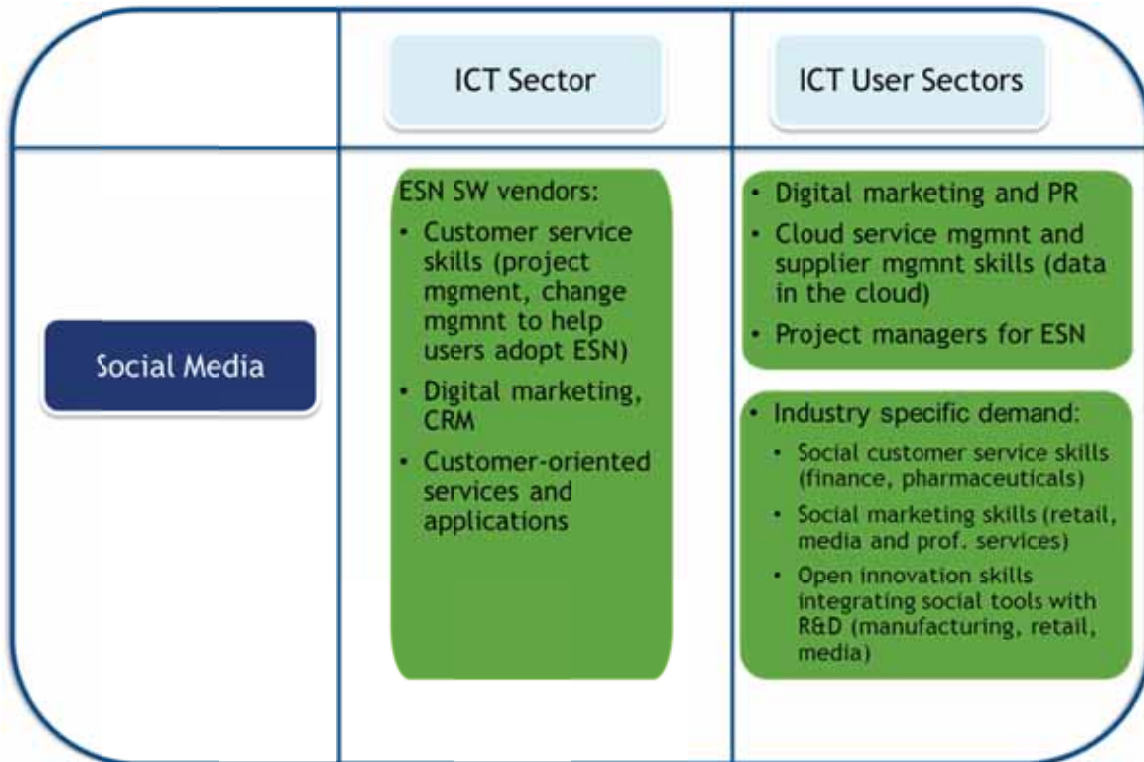 ICT Sector
ICT User Sectors
Social Media
ESN SW vendors:
• Customer service
skills (project
mgment, change
mgmnt to help
users adopt ESN)
• Digital marketing,
CRM
• Customer-oriented
services and
applications
• Digital marketing and PR
• Cloud service mgmnt and
supplier mgmnt skills (data
in the cloud)
• Project managers for ESN
• Industry specific demand:
• Social customer service skills
(finance, pharmaceuticals)
• Social marketing skills (retail,
media and prof. services)
• Open innovation skills
integrating social tools with
R&D (manufacturing, retail,
media)